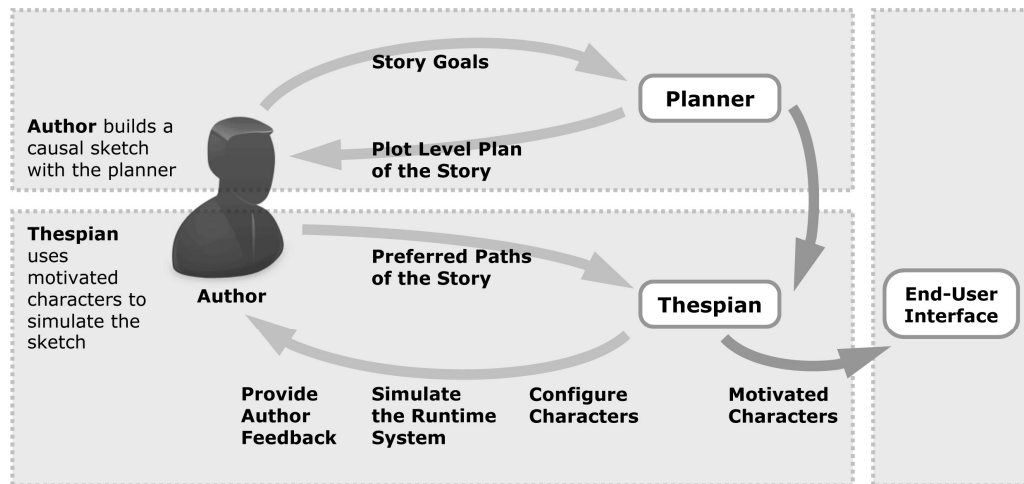 Story Goals
Planner
Author builds a
causal sketch
with the planner
Plot Level Plan
of the Story
Thespian
uses
motivated
characters to
simulate the
sketch
Author
Preferred Paths
of the Story
Thespian
End-User
Interface
Provide
Author
Feedback
Simulate
the Runtime
System
Configure
Characters
Motivated
Characters